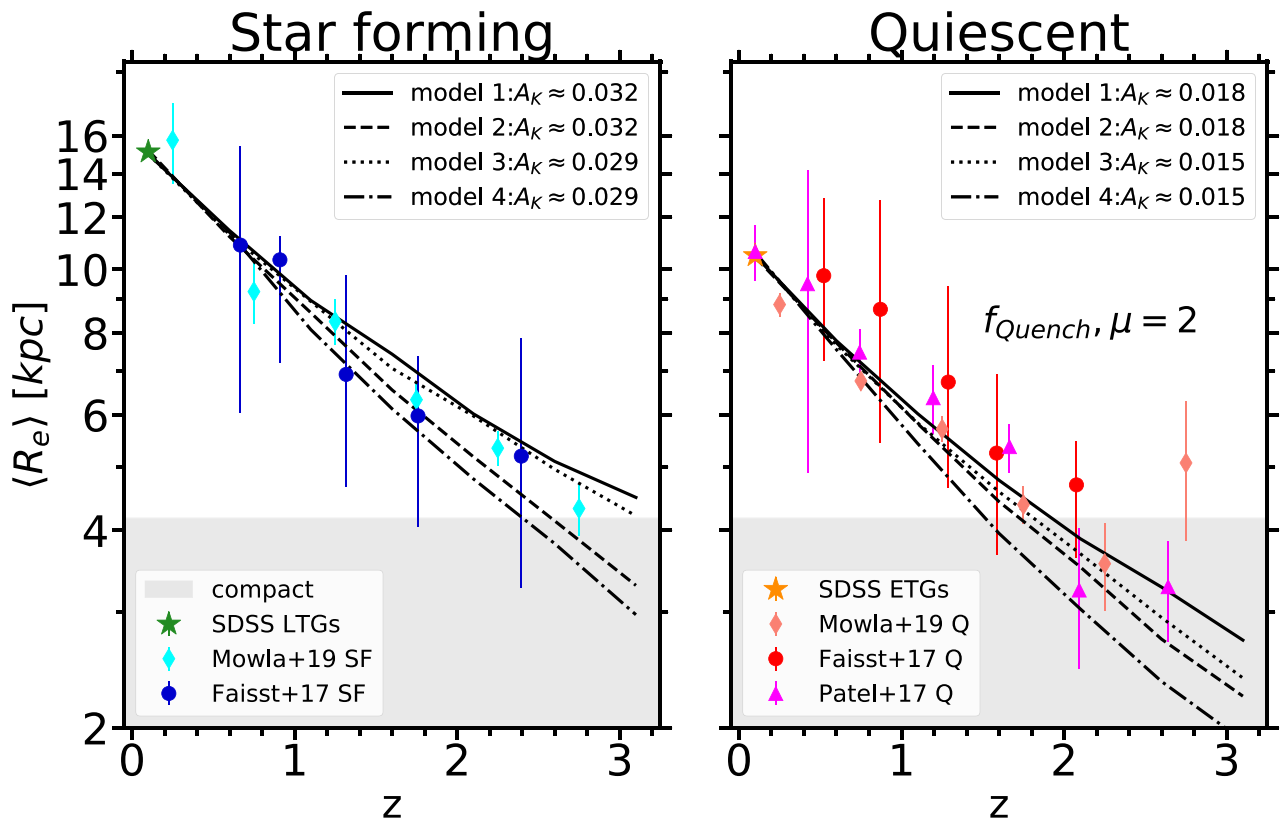 Star forming
Quiescent
model 1:A_K ≈ 0.032
model 2:A_K ≈ 0.032
model 3:A_K ≈ 0.029
model 4:A_K ≈ 0.029
model 1:A_K ≈ 0.018
model 2:A_K ≈ 0.018
model 3:A_K ≈ 0.015
model 4:A_K ≈ 0.015
16
14
12
10
8
6
4
2
⟨R_e⟩ [kpc]
f_Quench, μ = 2
compact
SDSS LTGs
Mowla+19 SF
Faisst+17 SF
SDSS ETGs
Mowla+19 Q
Faisst+17 Q
Patel+17 Q
0 1 2 3
0 1 2 3
z
z